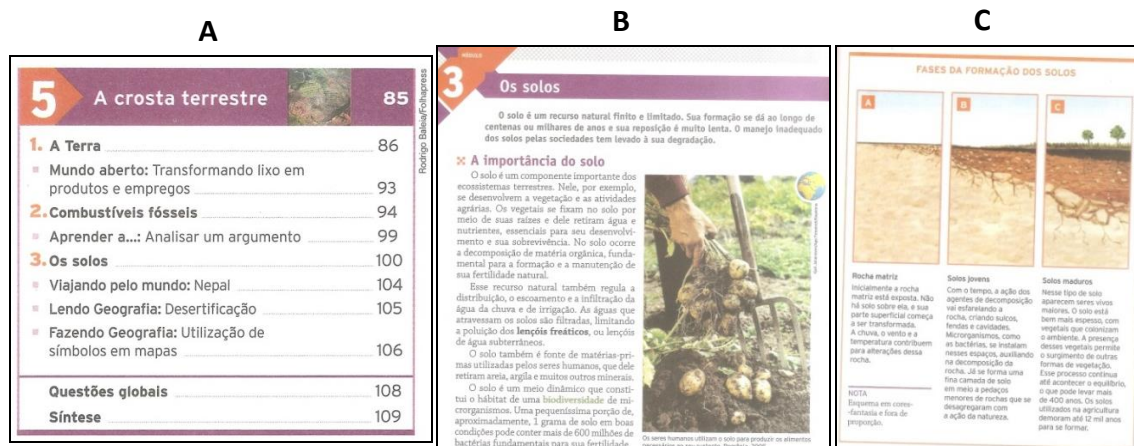 A
5 A crosta terrestre 85
Rodrigo Baleia/Folhapress
1. A Terra 86
Mundo aberto: Transformando lixo em
produtos e empregos 93
2. Combustíveis fósseis 94
Aprender a...: Analisar um argumento 99
3. Os solos 100
Viajando pelo mundo: Nepal 104
Lendo Geografia: Desertificação 105
Fazendo Geografia: Utilização de
símbolos em mapas 106
Questões globais 108
Síntese 109
B
MÓDULO
3 Os solos
O solo é um recurso natural finito e limitado. Sua formação se dá ao longo de
centenas ou milhares de anos e sua reposição é muito lenta. O manejo inadequado
dos solos pelas sociedades tem levado à sua degradação.
A importância do solo
O solo é um componente importante dos
ecossistemas terrestres. Nele, por exemplo,
se desenvolvem a vegetação e as atividades
agrárias. Os vegetais se fixam no solo por
meio de suas raízes e dele retiram água e
nutrientes, essenciais para seu desenvolvi-
mento e sua sobrevivência. No solo ocorre
a decomposição de matéria orgânica, funda-
mental para a formação e a manutenção de
sua fertilidade natural.
Esse recurso natural também regula a
distribuição, o escoamento e a infiltração da
água da chuva e de irrigação. As águas que
atravessam os solos são filtradas, limitando
a poluição dos lençóis freáticos, ou lençóis
de água subterrâneos.
O solo também é fonte de matérias-pri-
mas utilizadas pelos seres humanos, que dele
retiram areia, argila e muitos outros minerais.
O solo é um meio dinâmico que consti-
tui o hábitat de uma biodiversidade de mi-
crorganismos. Uma pequeníssima porção de,
aproximadamente, 1 grama de solo em boas
condições pode conter mais de 600 milhões de
bactérias fundamentais para sua fertilidade
Os seres humanos utilizam o solo para produzir os alimentos
C
FASES DA FORMAÇÃO DOS SOLOS
A
B
C
Rocha matriz
Inicialmente a rocha
matriz está exposta. Não
há solo sobre ela, e sua
parte superficial começa
a ser transformada.
A chuva, o vento e a
temperatura contribuem
para alterações dessa
rocha.
NOTA
Esquema em cores-
-fantasia e fora de
proporção.
Solos jovens
Com o tempo, a ação dos
agentes de decomposição
vai esfarelando a
rocha, criando sulcos,
fendas e cavidades.
Microrganismos, como
as bactérias, se instalam
nesses espaços, auxiliando
na decomposição da
rocha. Já se forma uma
fina camada de solo
em meio a pedaços
menores de rochas que se
desagregaram com
a ação da natureza.
Solos maduros
Nesse tipo de solo
aparecem seres vivos
maiores. O solo está
bem mais espesso, com
vegetais que colonizam
o ambiente. A presença
desses vegetais permite
o surgimento de outras
formas de vegetação.
Esse processo continua
até acontecer o equilíbrio,
o que pode levar mais
de 400 anos. Os solos
utilizados na agricultura
demoram até 12 mil anos
para se formar.